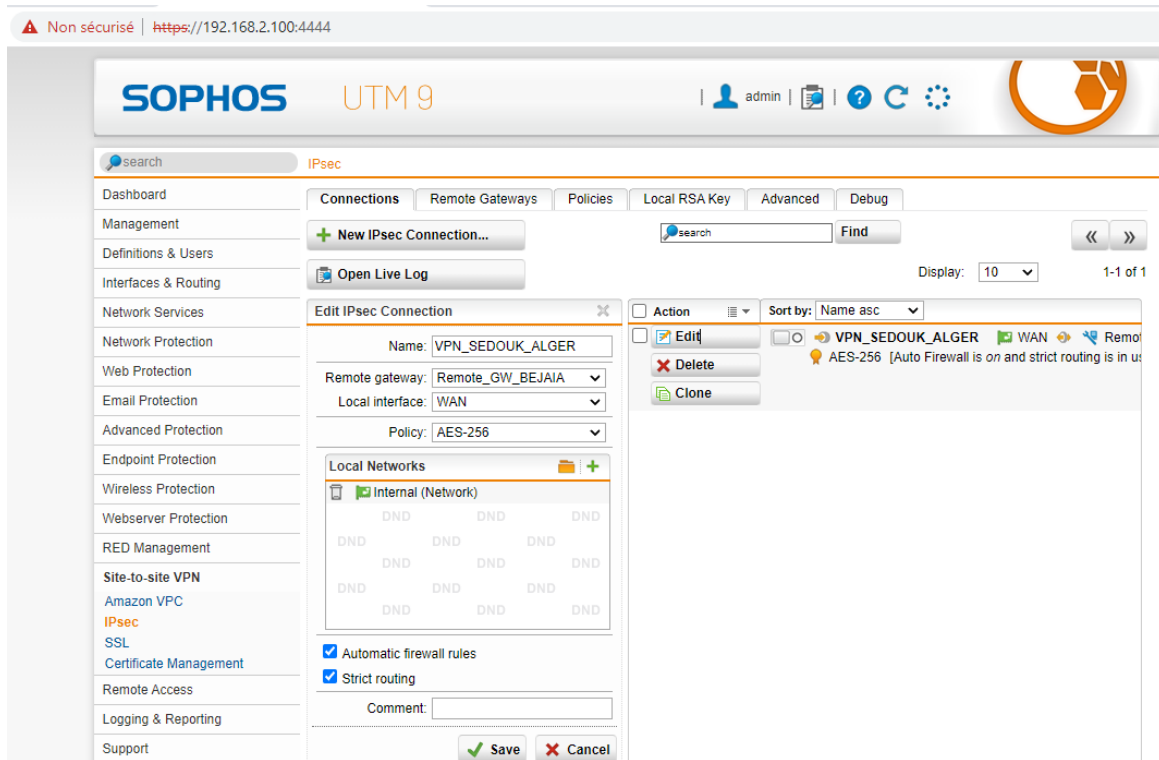 Non sécurisé | https://192.168.2.100:4444
SOPHOS UTM 9
| admin | | ?
search
IPsec
Dashboard
Management
Definitions & Users
Interfaces & Routing
Network Services
Network Protection
Web Protection
Email Protection
Advanced Protection
Endpoint Protection
Wireless Protection
Webserver Protection
RED Management
Site-to-site VPN
Amazon VPC
IPsec
SSL
Certificate Management
Remote Access
Logging & Reporting
Support
Connections Remote Gateways Policies Local RSA Key Advanced Debug
+ New IPsec Connection...
search Find « »
Open Live Log
Display: 10 1-1 of 1
Edit IPsec Connection
Name: VPN_SEDOUK_ALGER
Remote gateway: Remote_GW_BEJAIA
Local interface: WAN
Policy: AES-256
Local Networks
Internal (Network)
DND DND DND
DND DND DND
DND DND DND
DND DND DND
DND DND DND
Automatic firewall rules
Strict routing
Comment:
Save Cancel
Action Sort by: Name asc
Edit VPN_SEDOUK_ALGER WAN Remot
AES-256 [Auto Firewall is on and strict routing is in us
Delete
Clone